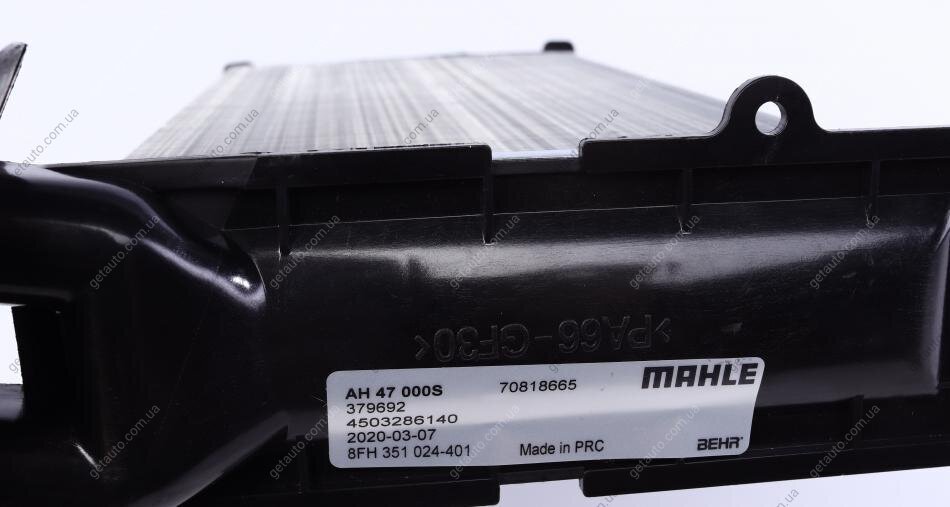 >PA66-GF30<
AH 47 000S 70818665 MAHLE
379692
4503286140
2020-03-07
8FH 351 024-401 Made in PRC BEHR
getauto.com.ua